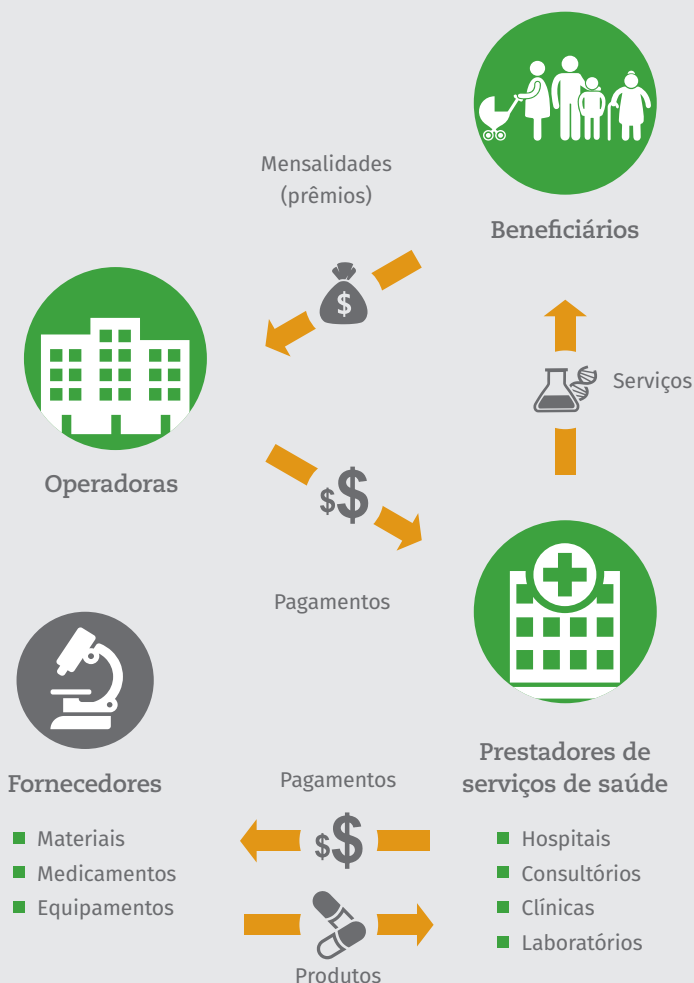 Mensalidades
(prêmios)
Beneficiários
$
Serviços
Operadoras
$$
Pagamentos
Prestadores de
serviços de saúde
Fornecedores
Pagamentos
$$
Materiais
Medicamentos
Equipamentos
Hospitais
Consultórios
Clínicas
Laboratórios
Produtos